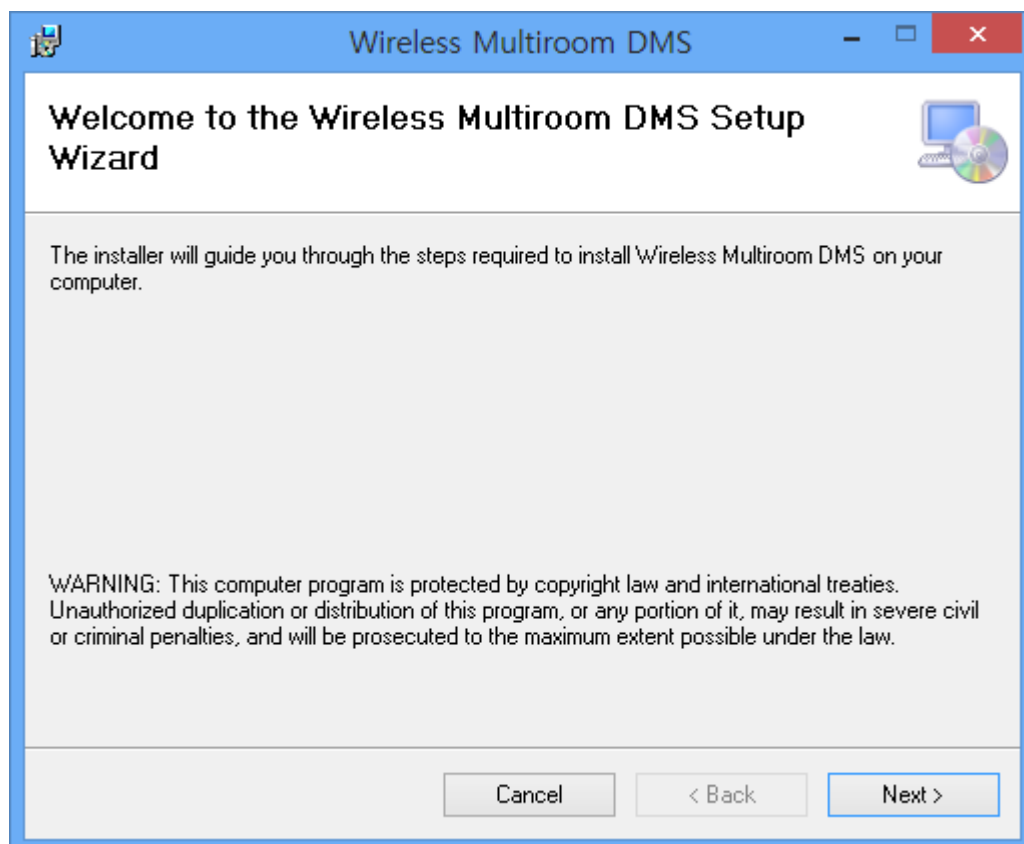 Wireless Multiroom DMS
Welcome to the Wireless Multiroom DMS Setup
Wizard
The installer will guide you through the steps required to install Wireless Multiroom DMS on your
computer.
WARNING: This computer program is protected by copyright law and international treaties.
Unauthorized duplication or distribution of this program, or any portion of it, may result in severe civil
or criminal penalties, and will be prosecuted to the maximum extent possible under the law.
Cancel
< Back
Next >